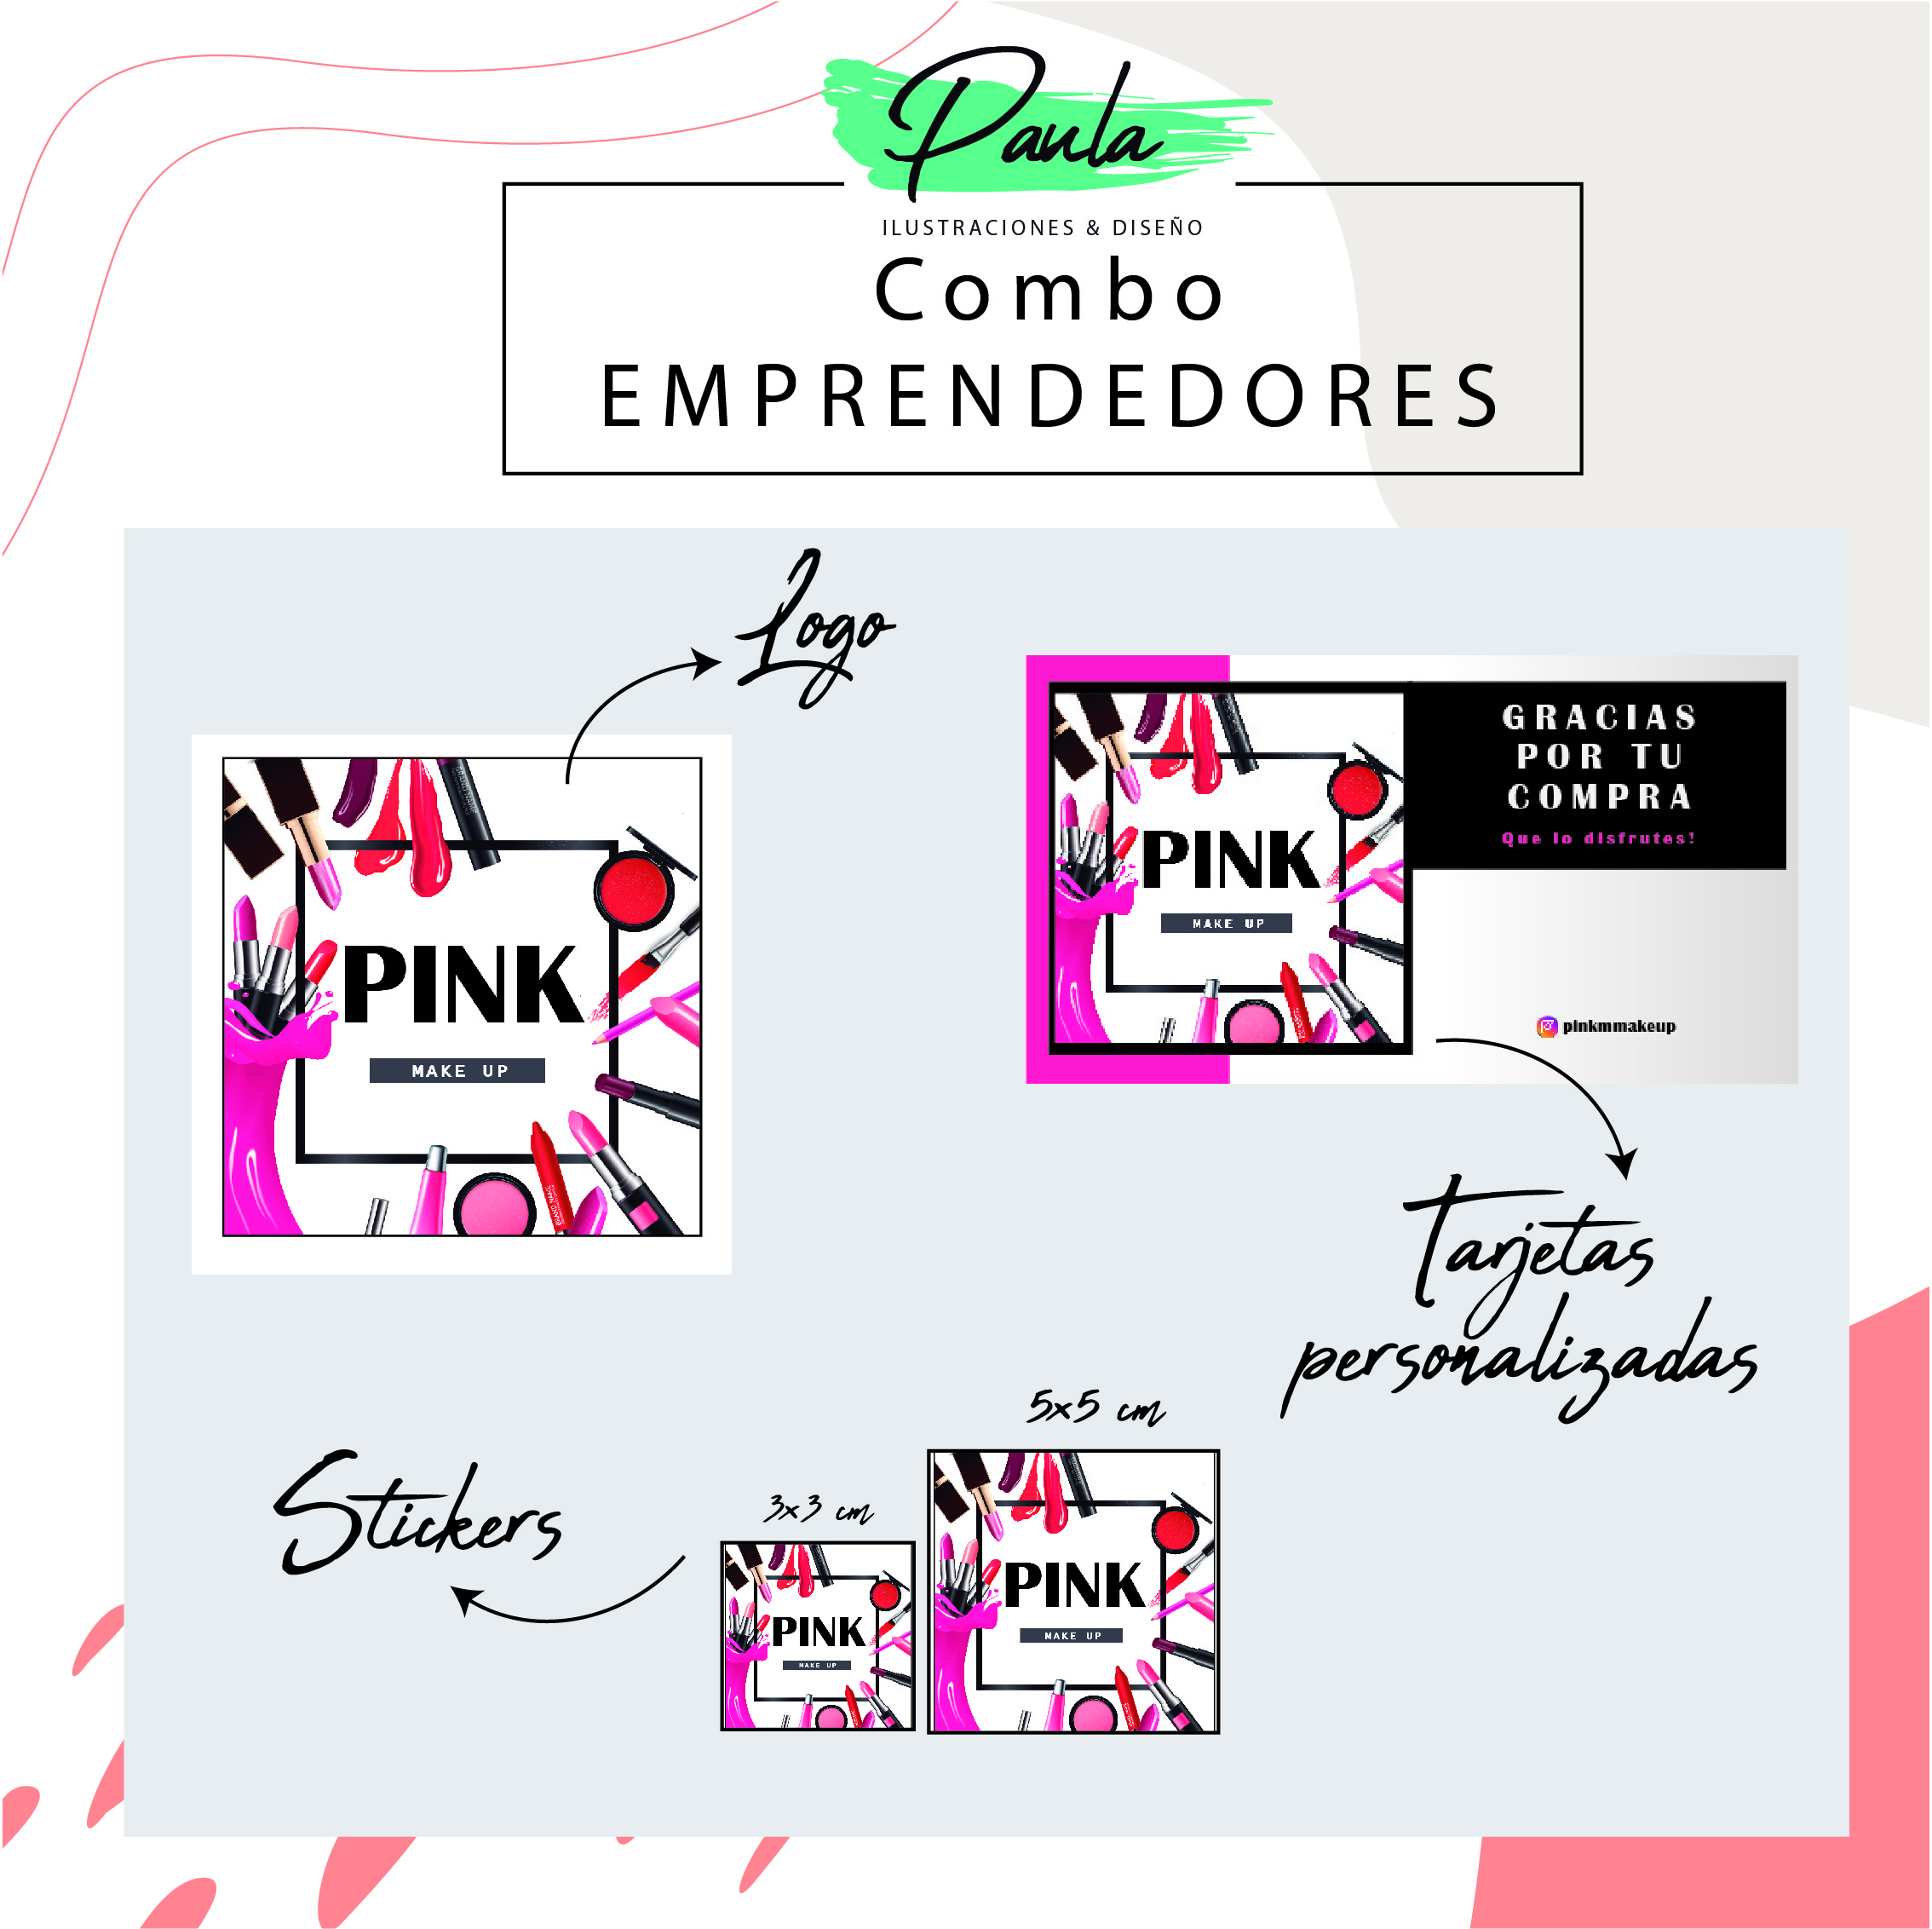 Paula
ILUSTRACIONES & DISEÑO
Combo
EMPRENDEDORES
Logo
PINK
MAKE UP
PINK
MAKE UP
GRACIAS
POR TU
COMPRA
Que lo disfrutes!
pinkmmakeup
Tarjetas
personalizadas
Stickers
3x3 cm
PINK
MAKE UP
5x5 cm
PINK
MAKE UP